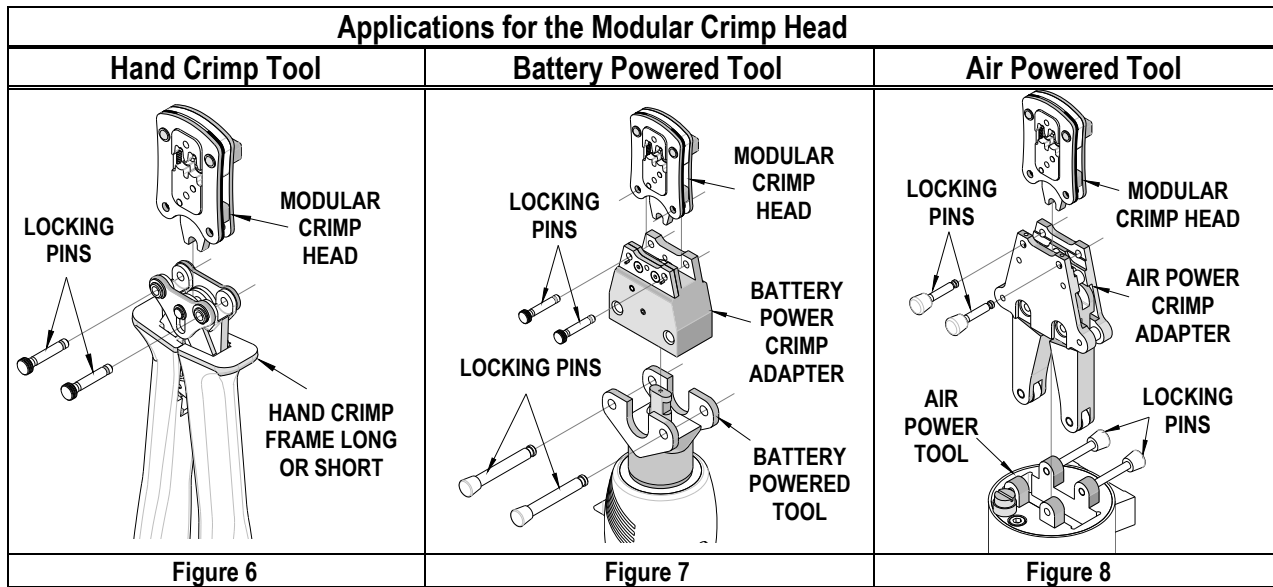 Applications for the Modular Crimp Head
Hand Crimp Tool
Battery Powered Tool
Air Powered Tool
LOCKING
PINS
MODULAR
CRIMP
HEAD
HAND CRIMP
FRAME LONG
OR SHORT
MODULAR
CRIMP
HEAD
LOCKING
PINS
BATTERY
POWER
CRIMP
ADAPTER
LOCKING PINS
BATTERY
POWERED
TOOL
LOCKING
PINS
MODULAR
CRIMP HEAD
AIR POWER
CRIMP
ADAPTER
AIR
POWER
TOOL
LOCKING
PINS
Figure 6
Figure 7
Figure 8